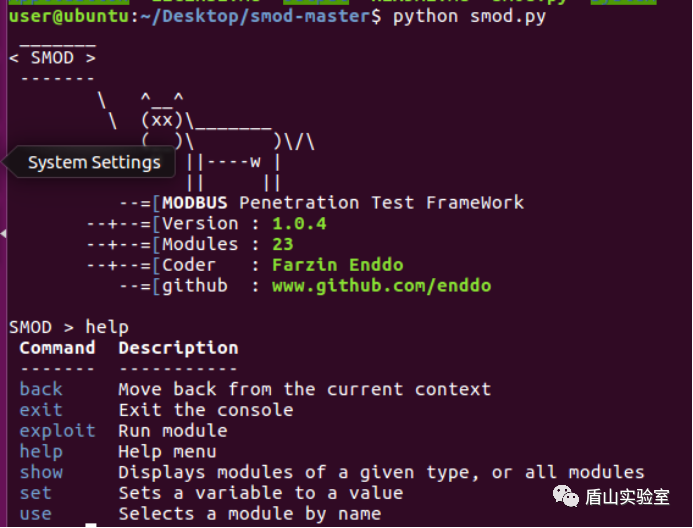 user@ubuntu:~/Desktop/smod-master$ python smod.py
 _______
< SMOD >
 -------
        \   ^__^
         \  (xx)\_______
            (  )\       )\/\
System Settings
                ||----w |
                ||     ||
          --=[MODBUS Penetration Test FrameWork
       --+--=[Version : 1.0.4
       --+--=[Modules : 23
       --+--=[Coder   : Farzin Enddo
          --=[github  : www.github.com/enddo
SMOD > help
 Command  Description
 -------  -----------
 back     Move back from the current context
 exit     Exit the console
 exploit  Run module
 help     Help menu
 show     Displays modules of a given type, or all modules
 set      Sets a variable to a value
 use      Selects a module by name
盾山实验室